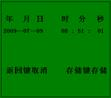 年 月 日 时 分 秒
2009-07-09 08:51:01
返回键取消 存储键存储